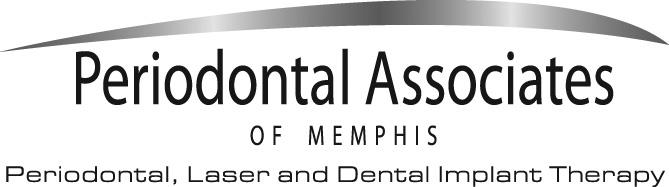 Periodontal Associates
OF MEMPHIS
Periodontal, Laser and Dental Implant Therapy